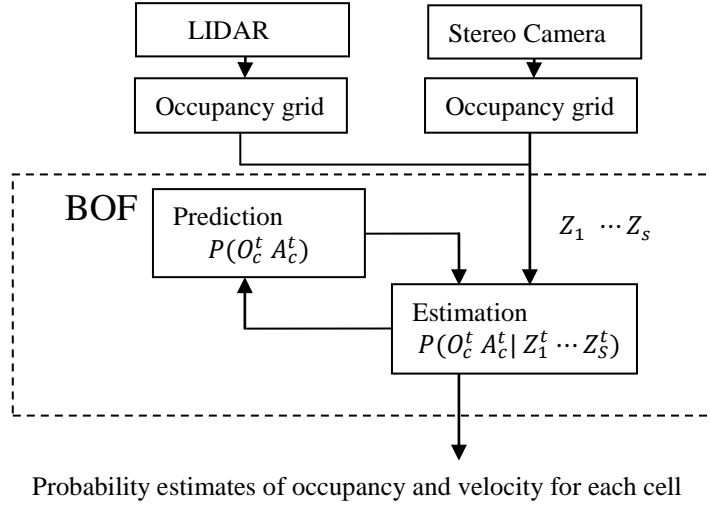 LIDAR
Stereo Camera
Occupancy grid
Occupancy grid
BOF
Prediction
P(O_c^t A_c^t)
Z_1 ⋯ Z_s
Estimation
P(O_c^t A_c^t | Z_1^t ⋯ Z_S^t)
Probability estimates of occupancy and velocity for each cell